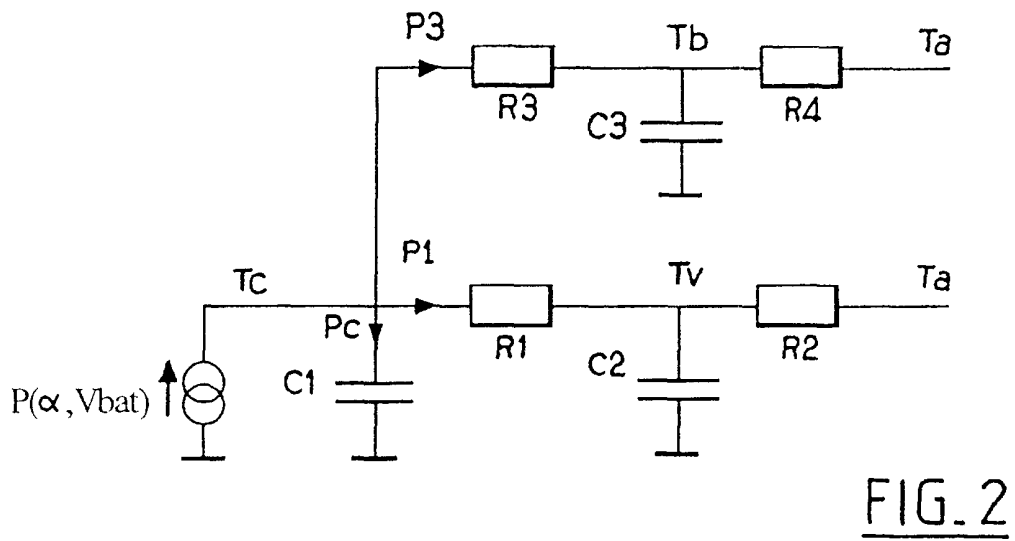 P3
Tb
Ta
R3
C3
R4
P1
Tc
Tv
Ta
Pc
R1
R2
C1
C2
P(α,Vbat)
FIG. 2